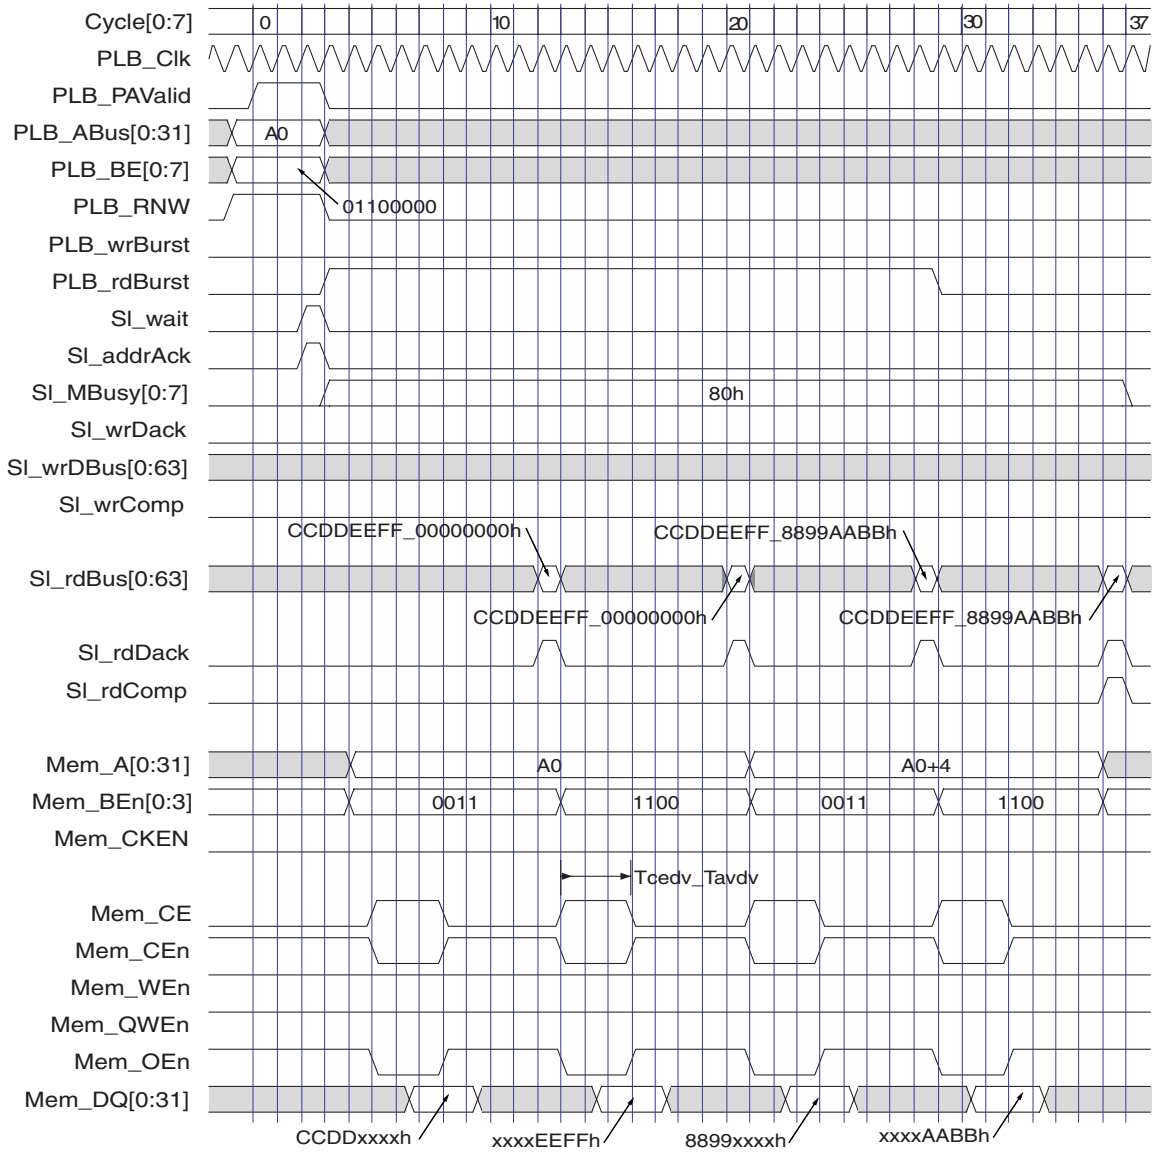 Cycle[0:7] 0 10 20 30 37
PLB_Clk
PLB_PAValid
PLB_ABus[0:31] A0
PLB_BE[0:7]
PLB_RNW 01100000
PLB_wrBurst
PLB_rdBurst
Sl_wait
Sl_addrAck
Sl_MBusy[0:7] 80h
Sl_wrDack
Sl_wrDBus[0:63]
Sl_wrComp
CCDDEEFF_00000000h CCDDEEFF_8899AABBh
Sl_rdBus[0:63]
CCDDEEFF_00000000h CCDDEEFF_8899AABBh
Sl_rdDack
Sl_rdComp
Mem_A[0:31] A0 A0+4
Mem_BEn[0:3] 0011 1100 0011 1100
Mem_CKEN
Tcedv_Tavdv
Mem_CE
Mem_CEn
Mem_WEn
Mem_QWEn
Mem_OEn
Mem_DQ[0:31]
CCDDxxxxh xxxxEEFFh 8899xxxxh xxxxAABBh